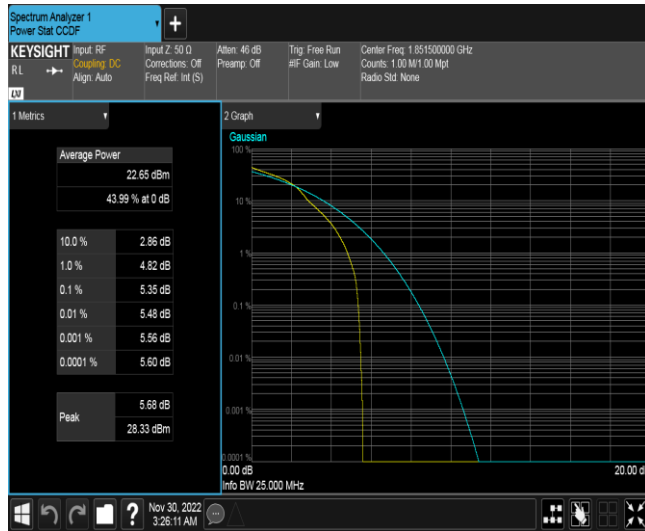 Spectrum Analyzer 1
Power Stat CCDF
KEYSIGHT
RL
Input: RF
Coupling: DC
Align: Auto
Input Z: 50 Ω
Corrections: Off
Freq Ref: Int (S)
Atten: 46 dB
Preamp: Off
Trig: Free Run
#IF Gain: Low
Center Freq: 1.851500000 GHz
Counts: 1.00 M/1.00 Mpt
Radio Std: None
1 Metrics
Average Power
22.65 dBm
43.99 % at 0 dB
10.0 % 2.86 dB
1.0 % 4.82 dB
0.1 % 5.35 dB
0.01 % 5.48 dB
0.001 % 5.56 dB
0.0001 % 5.60 dB
Peak
5.68 dB
28.33 dBm
2 Graph
Gaussian
100 %
10 %
1 %
0.1 %
0.01 %
0.001 %
0.0001 %
0.00 dB
20.00 d
Info BW 25.000 MHz
Nov 30, 2022
3:26:11 AM